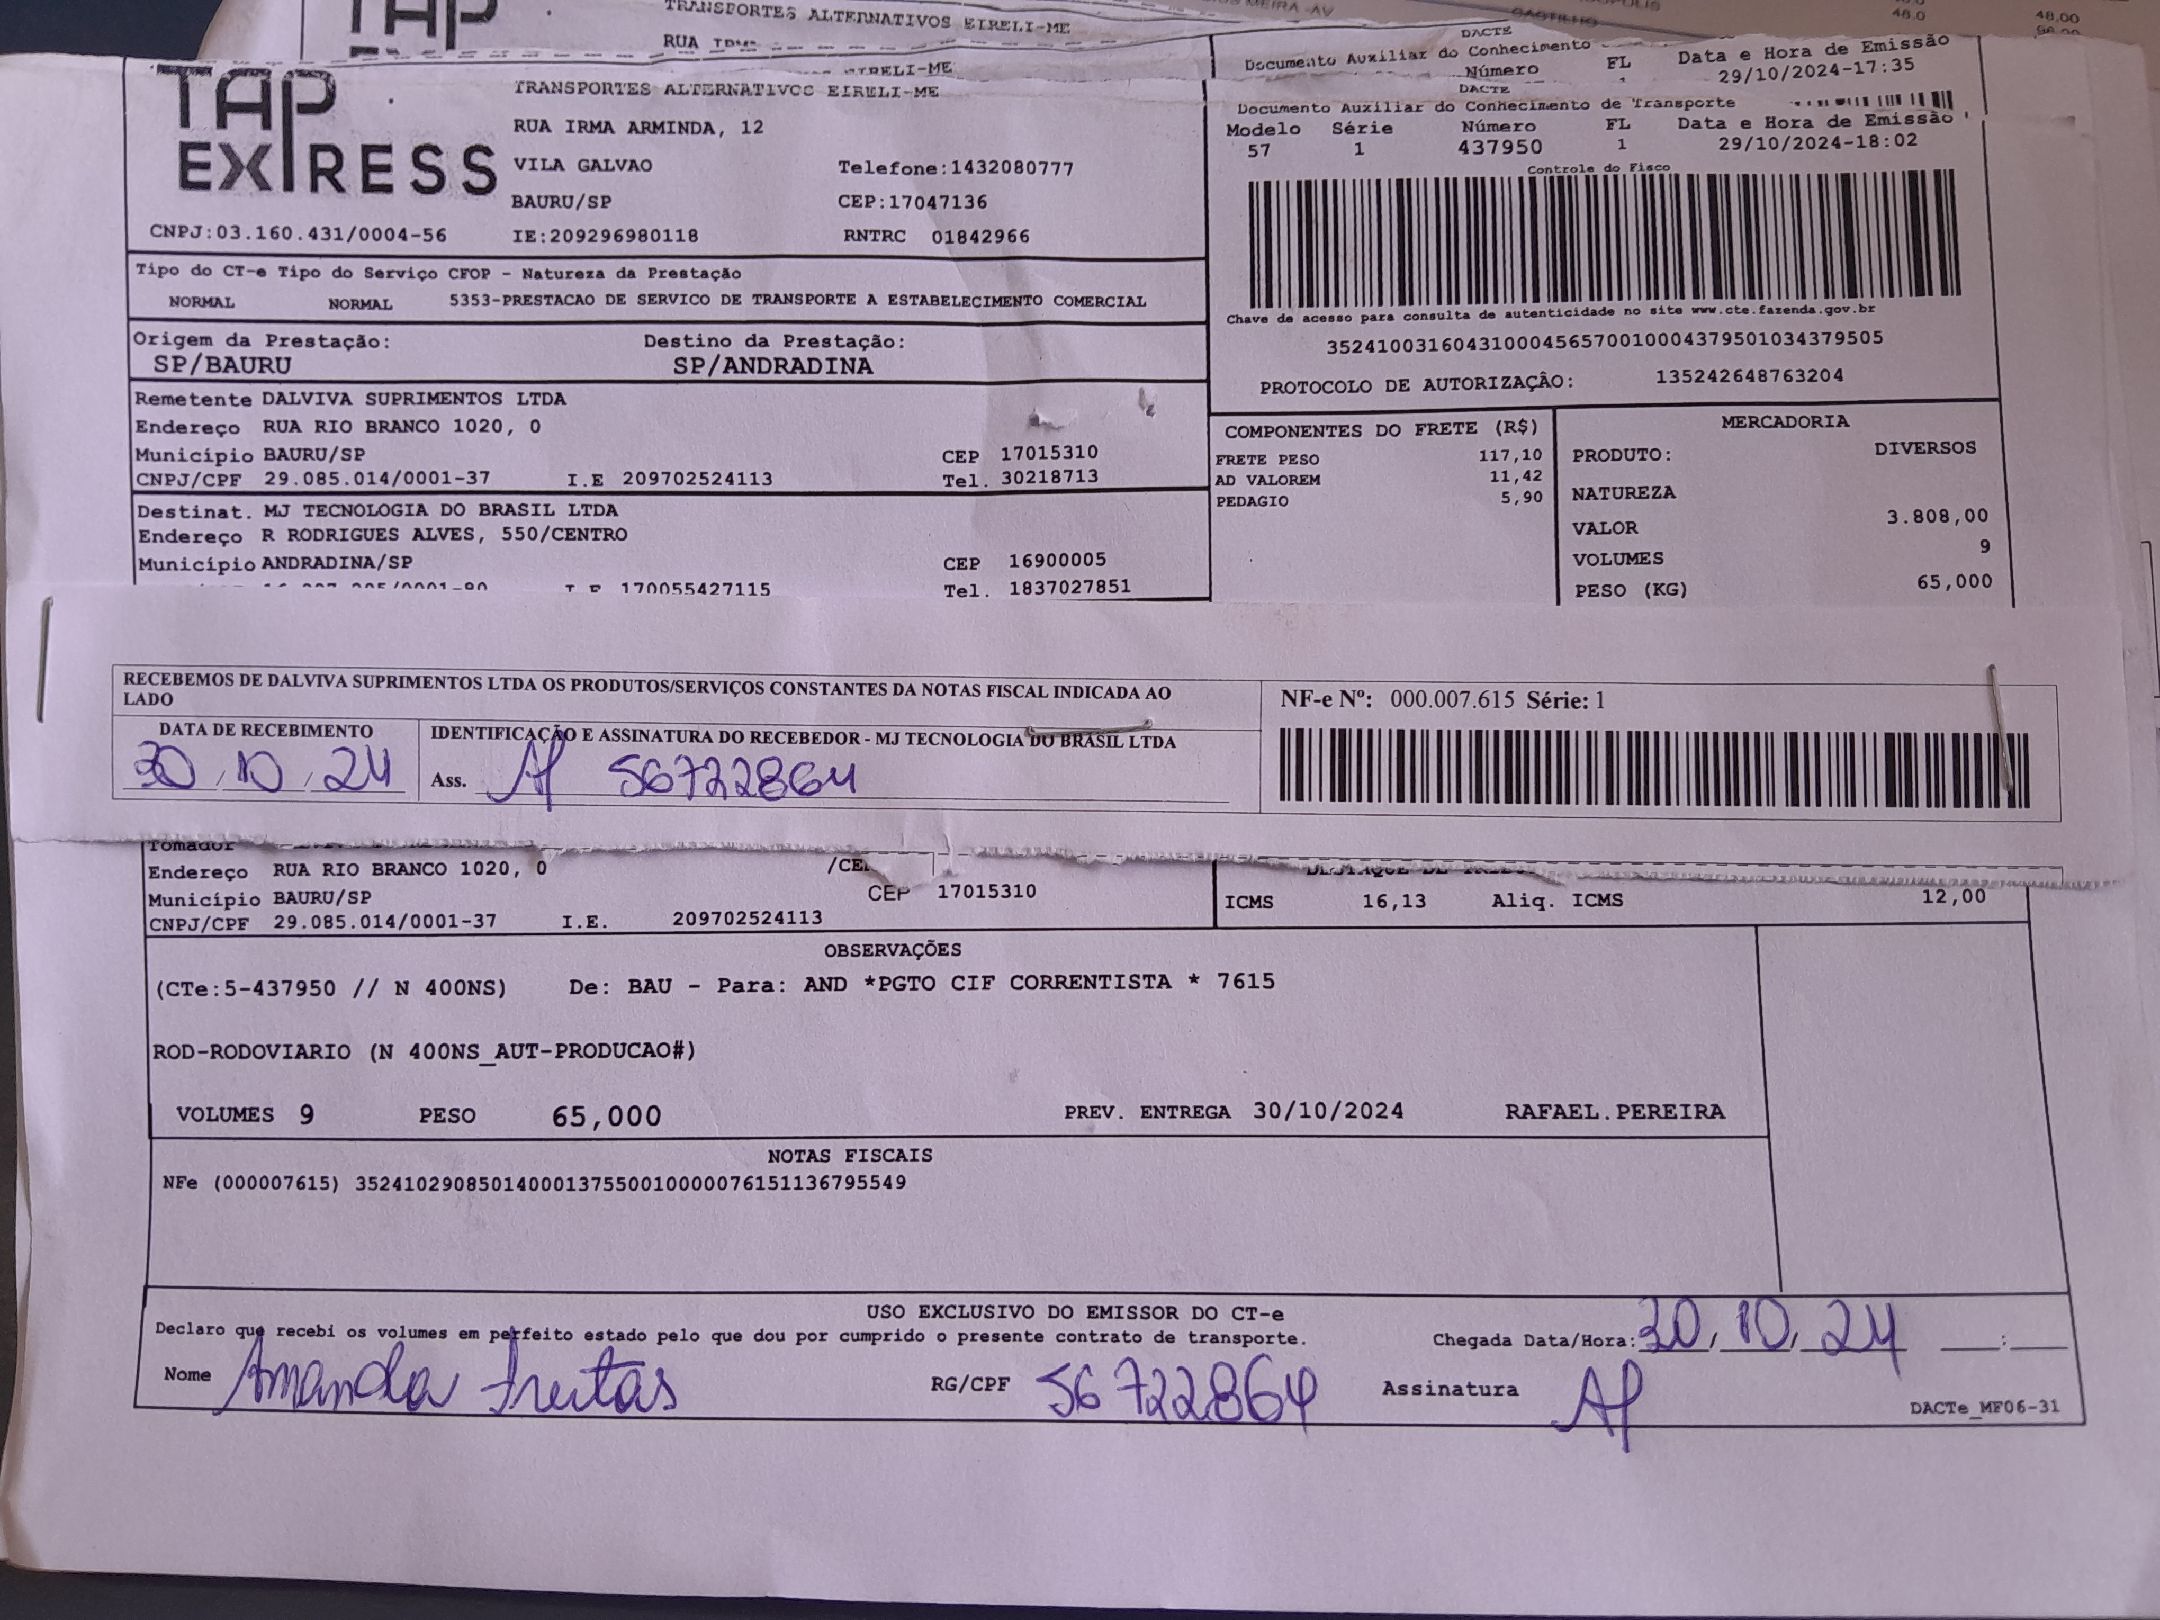 TRANSPORTES ALTERNATIVOS EIRELI-ME
RUA
DACTE
Documento Auxiliar do Conhecimento
Número FL Data e Hora de Emissão
29/10/2024-17:35
48,0 48,00
TAP EXPRESS
TRANSPORTES ALTERNATIVOS EIRELI-ME
RUA IRMA ARMINDA, 12
VILA GALVAO Telefone:1432080777
BAURU/SP CEP:17047136
CNPJ:03.160.431/0004-56 IE:209296980118 RNTRC 01842966
DACTE
Documento Auxiliar do Conhecimento de Transporte
Modelo Série Número FL Data e Hora de Emissão
57 1 437950 1 29/10/2024-18:02
Controle do Fisco
Chave de acesso para consulta de autenticidade no site www.cte.fazenda.gov.br
35241003160431000456570010004379501034379505
PROTOCOLO DE AUTORIZAÇÃO: 135242648763204
Tipo do CT-e Tipo do Serviço CFOP - Natureza da Prestação
NORMAL NORMAL 5353-PRESTACAO DE SERVICO DE TRANSPORTE A ESTABELECIMENTO COMERCIAL
Origem da Prestação: Destino da Prestação:
SP/BAURU SP/ANDRADINA
Remetente DALVIVA SUPRIMENTOS LTDA
Endereço RUA RIO BRANCO 1020, 0
Município BAURU/SP CEP 17015310
CNPJ/CPF 29.085.014/0001-37 I.E 209702524113 Tel. 30218713
Destinat. MJ TECNOLOGIA DO BRASIL LTDA
Endereço R RODRIGUES ALVES, 550/CENTRO
Município ANDRADINA/SP CEP 16900005
170055427115 Tel. 1837027851
COMPONENTES DO FRETE (R$)
FRETE PESO 117,10
AD VALOREM 11,42
PEDAGIO 5,90
MERCADORIA
PRODUTO: DIVERSOS
NATUREZA
VALOR 3.808,00
VOLUMES 9
PESO (KG) 65,000
RECEBEMOS DE DALVIVA SUPRIMENTOS LTDA OS PRODUTOS/SERVIÇOS CONSTANTES DA NOTAS FISCAL INDICADA AO
LADO
DATA DE RECEBIMENTO IDENTIFICAÇÃO E ASSINATURA DO RECEBEDOR - MJ TECNOLOGIA DO BRASIL LTDA
30/10/24 Ass. Af 56722864
NF-e Nº: 000.007.615 Série: 1
Tomador
Endereço RUA RIO BRANCO 1020, 0
Município BAURU/SP CEP 17015310
CNPJ/CPF 29.085.014/0001-37 I.E. 209702524113
ICMS 16,13 Aliq. ICMS 12,00
OBSERVAÇÕES
(CTe:5-437950 // N 400NS) De: BAU - Para: AND *PGTO CIF CORRENTISTA * 7615
ROD-RODOVIARIO (N 400NS_AUT-PRODUCAO#)
VOLUMES 9 PESO 65,000 PREV. ENTREGA 30/10/2024 RAFAEL.PEREIRA
NOTAS FISCAIS
NFe (000007615) 35241029085014000137550010000076151136795549
USO EXCLUSIVO DO EMISSOR DO CT-e
Declaro que recebi os volumes em perfeito estado pelo que dou por cumprido o presente contrato de transporte. Chegada Data/Hora: 30/10/24 :
Nome Amanda Freitas RG/CPF 56722864 Assinatura Af
DACTe_MF06-31